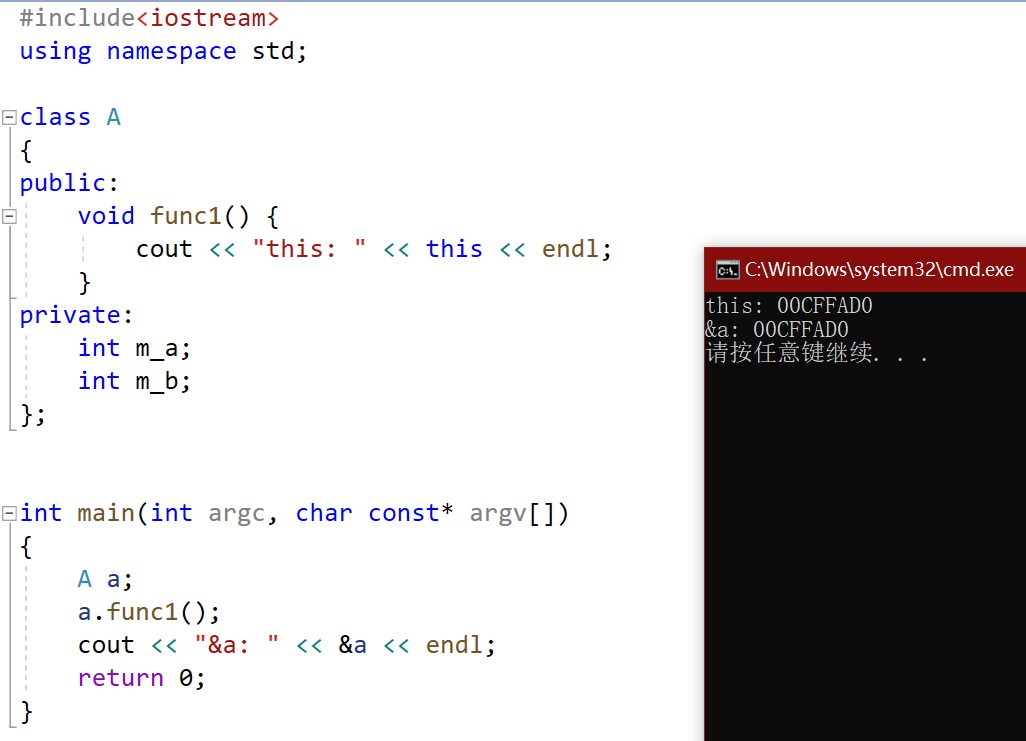 #include<iostream>
using namespace std;
class A
{
public:
    void func1() {
        cout << "this: " << this << endl;
    }
private:
    int m_a;
    int m_b;
};
int main(int argc, char const* argv[])
{
    A a;
    a.func1();
    cout << "&a: " << &a << endl;
    return 0;
}
C:\Windows\system32\cmd.exe
this: 00CFFAD0
&a: 00CFFAD0
请按任意键继续. . .